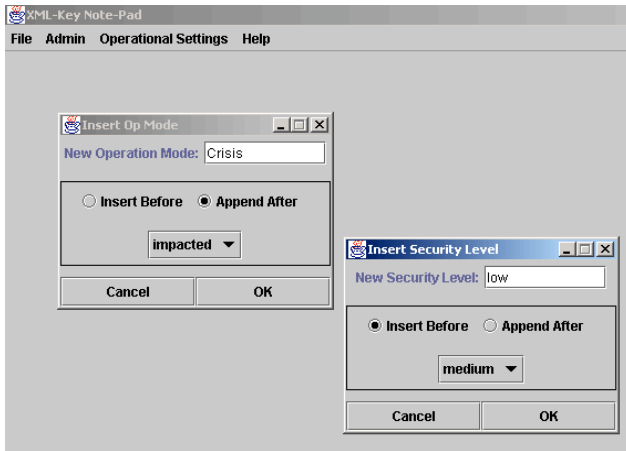 XML-Key Note-Pad
File Admin Operational Settings Help
Insert Op Mode
New Operation Mode: Crisis
Insert Before Append After
impacted
Cancel OK
Insert Security Level
New Security Level: low
Insert Before Append After
medium
Cancel OK